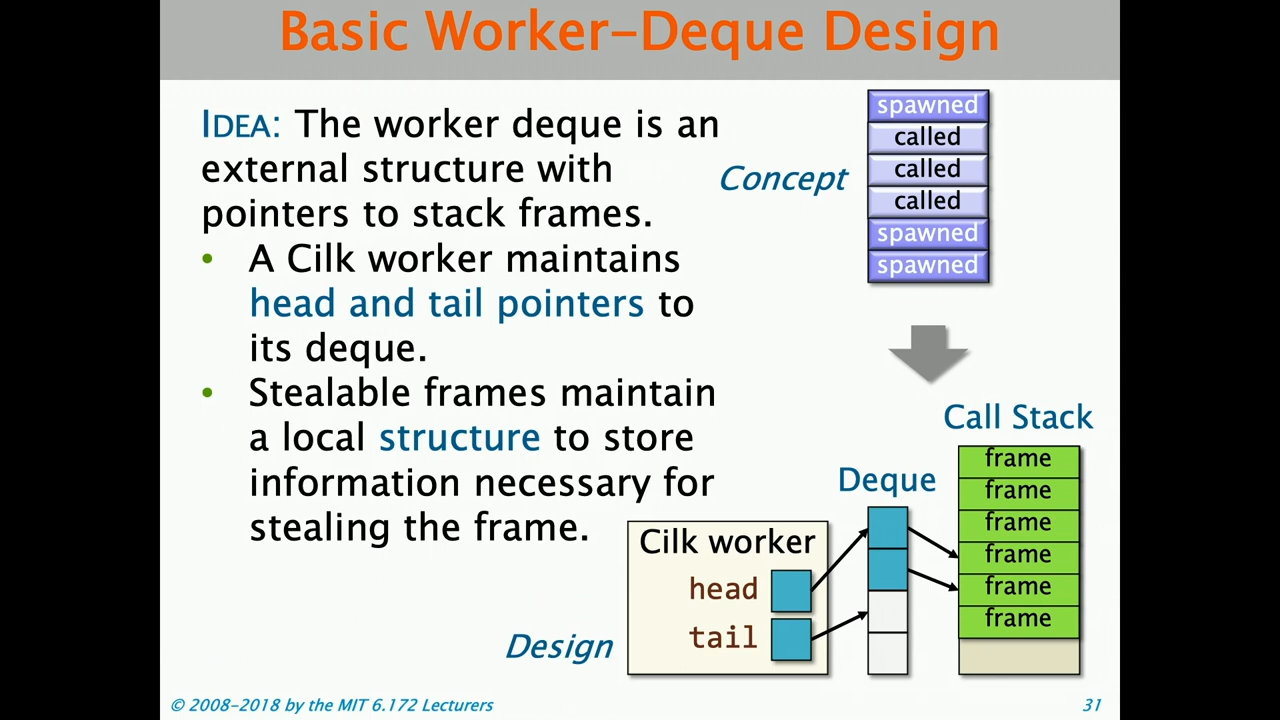 Basic Worker-Deque Design
IDEA: The worker deque is an
external structure with
pointers to stack frames.
• A Cilk worker maintains
head and tail pointers to
its deque.
• Stealable frames maintain
a local structure to store
information necessary for
stealing the frame.
Concept
spawned
called
called
called
spawned
spawned
Call Stack
frame
frame
frame
frame
frame
frame
Deque
Cilk worker
head
tail
Design
© 2008-2018 by the MIT 6.172 Lecturers
31